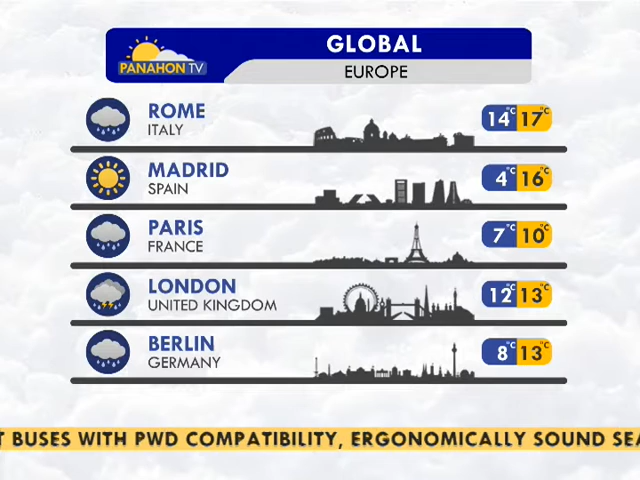 GLOBAL
PANAHON TV
EUROPE
ROME
ITALY
14°C 17°C
MADRID
SPAIN
4°C 16°C
PARIS
FRANCE
7°C 10°C
LONDON
UNITED KINGDOM
12°C 13°C
BERLIN
GERMANY
8°C 13°C
T BUSES WITH PWD COMPATIBILITY, ERGONOMICALLY SOUND SEA